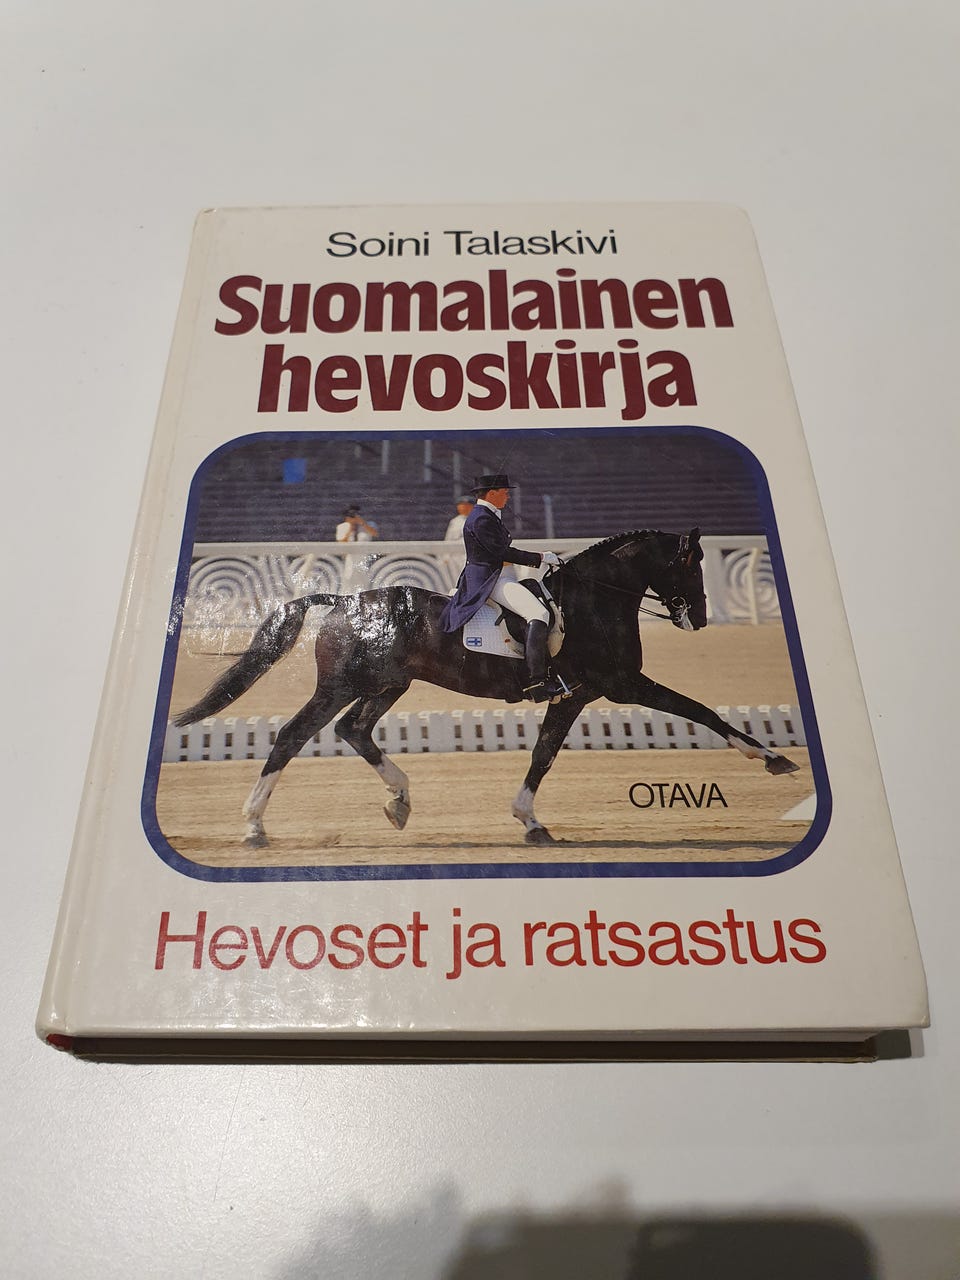 Soini Talaskivi
Suomalainen
hevoskirja
OTAVA
Hevoset ja ratsastus